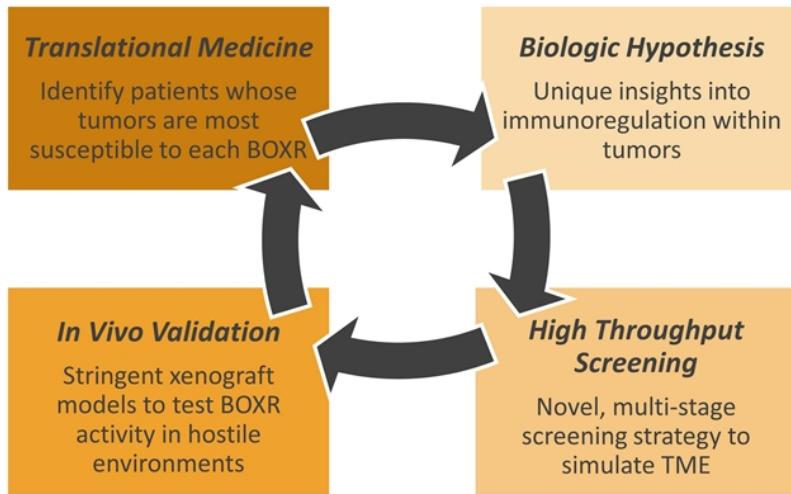 Translational Medicine
Identify patients whose
tumors are most
susceptible to each BOXR
Biologic Hypothesis
Unique insights into
immunoregulation within
tumors
In Vivo Validation
Stringent xenograft
models to test BOXR
activity in hostile
environments
High Throughput
Screening
Novel, multi-stage
screening strategy to
simulate TME